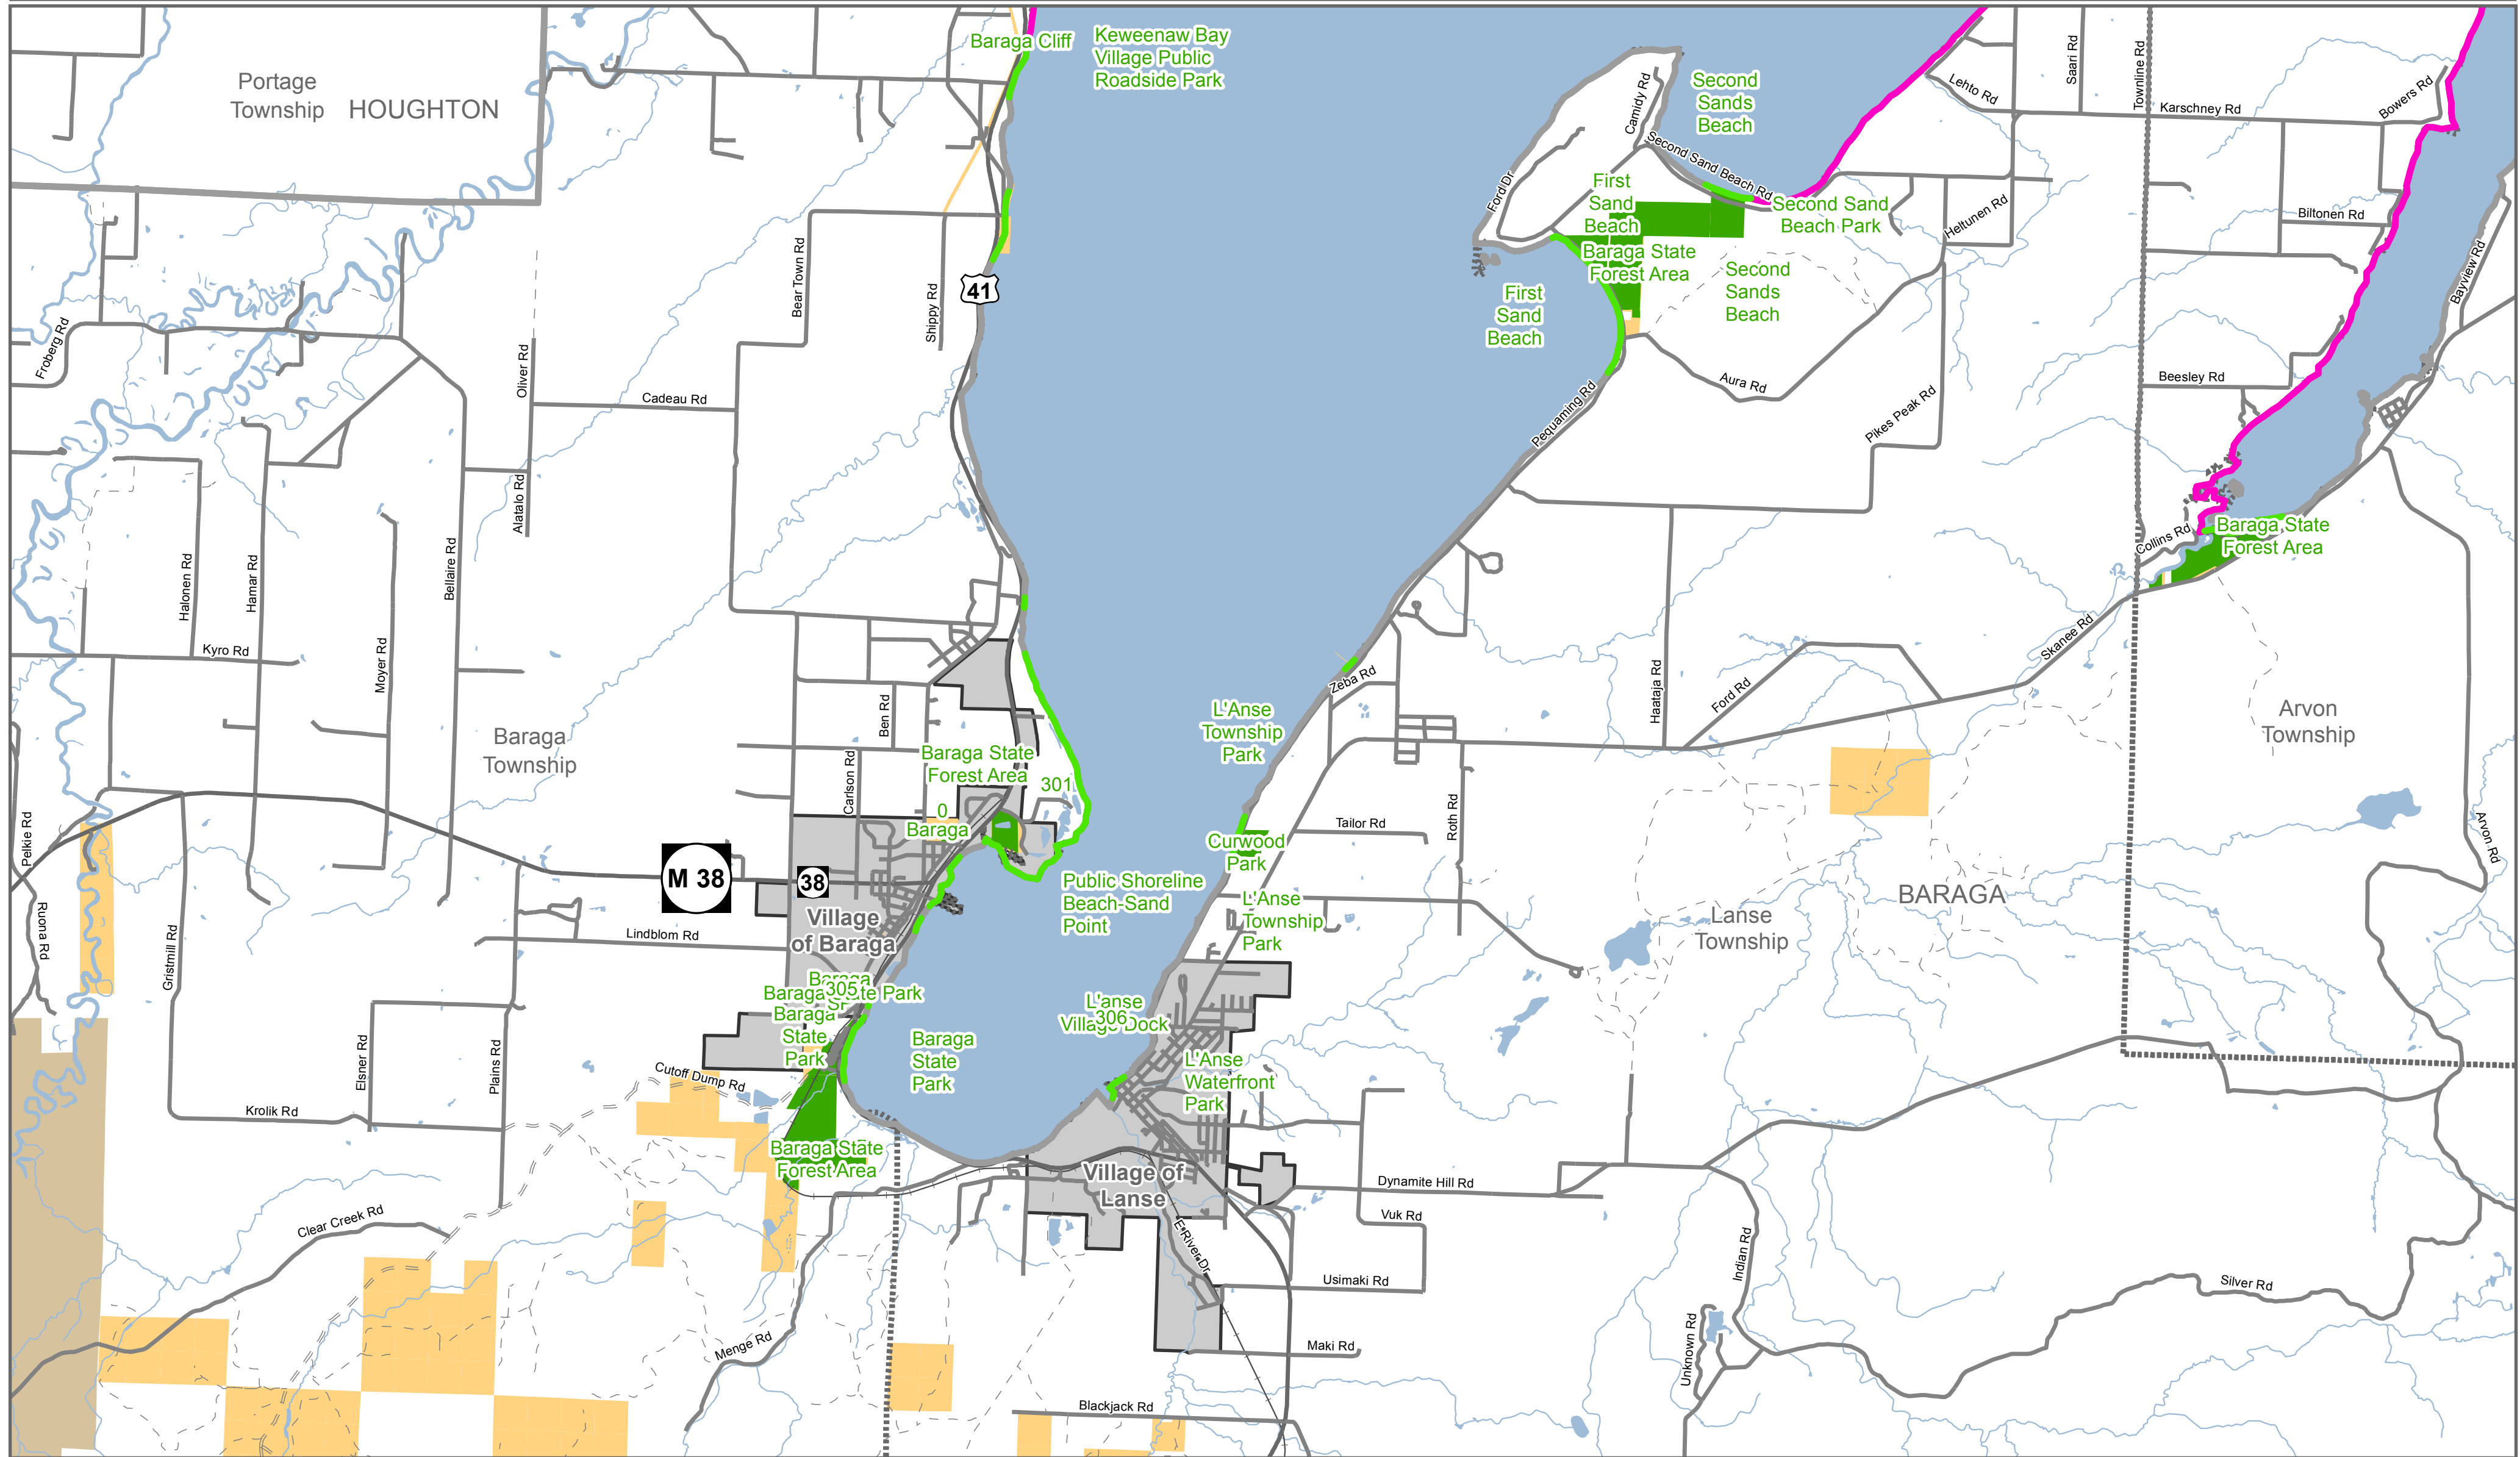 Baraga Cliff
Keweenaw Bay
Village Public
Roadside Park
Portage
Township
HOUGHTON
Second
Sands
Beach
Camidy Rd
Second Sand Beach Rd
Ford Dr
First
Sand
Beach
Second Sand
Beach Park
Baraga State
Forest Area
Second
Sands
Beach
First
Sand
Beach
Lehto Rd
Saari Rd
Townline Rd
Karschney Rd
Bowers Rd
Heltunen Rd
Biltonen Rd
Bayview Rd
Beesley Rd
Froberg Rd
Bear Town Rd
Shippy Rd
41
Oliver Rd
Cadeau Rd
Alatalo Rd
Aura Rd
Pequaming Rd
Pikes Peak Rd
Collins Rd
Baraga State
Forest Area
Halonen Rd
Hamar Rd
Bellaire Rd
Kyro Rd
Moyer Rd
Baraga
Township
Ben Rd
Carlson Rd
Baraga State
Forest Area
301
0
Baraga
Zeba Rd
L'Anse
Township
Park
Haataja Rd
Ford Rd
Skanee Rd
Arvon
Township
Pelkie Rd
Ruona Rd
Gristmill Rd
M 38
38
Village
of Baraga
Lindblom Rd
Public Shoreline
Beach-Sand
Point
Curwood
Park
Tailor Rd
Roth Rd
L'Anse
Township
Park
BARAGA
Lanse
Township
Arvon Rd
Baraga
SP
Baraga State Park
305
Baraga
State
Park
Baraga
State
Park
L'anse
306
Village Dock
L'Anse
Waterfront
Park
Elsner Rd
Plains Rd
Cutoff Dump Rd
Krolik Rd
Baraga State
Forest Area
Village of
Lanse
Dynamite Hill Rd
Vuk Rd
Clear Creek Rd
E River Dr
Usimaki Rd
Indian Rd
Silver Rd
Menge Rd
Maki Rd
Unknown Rd
Blackjack Rd